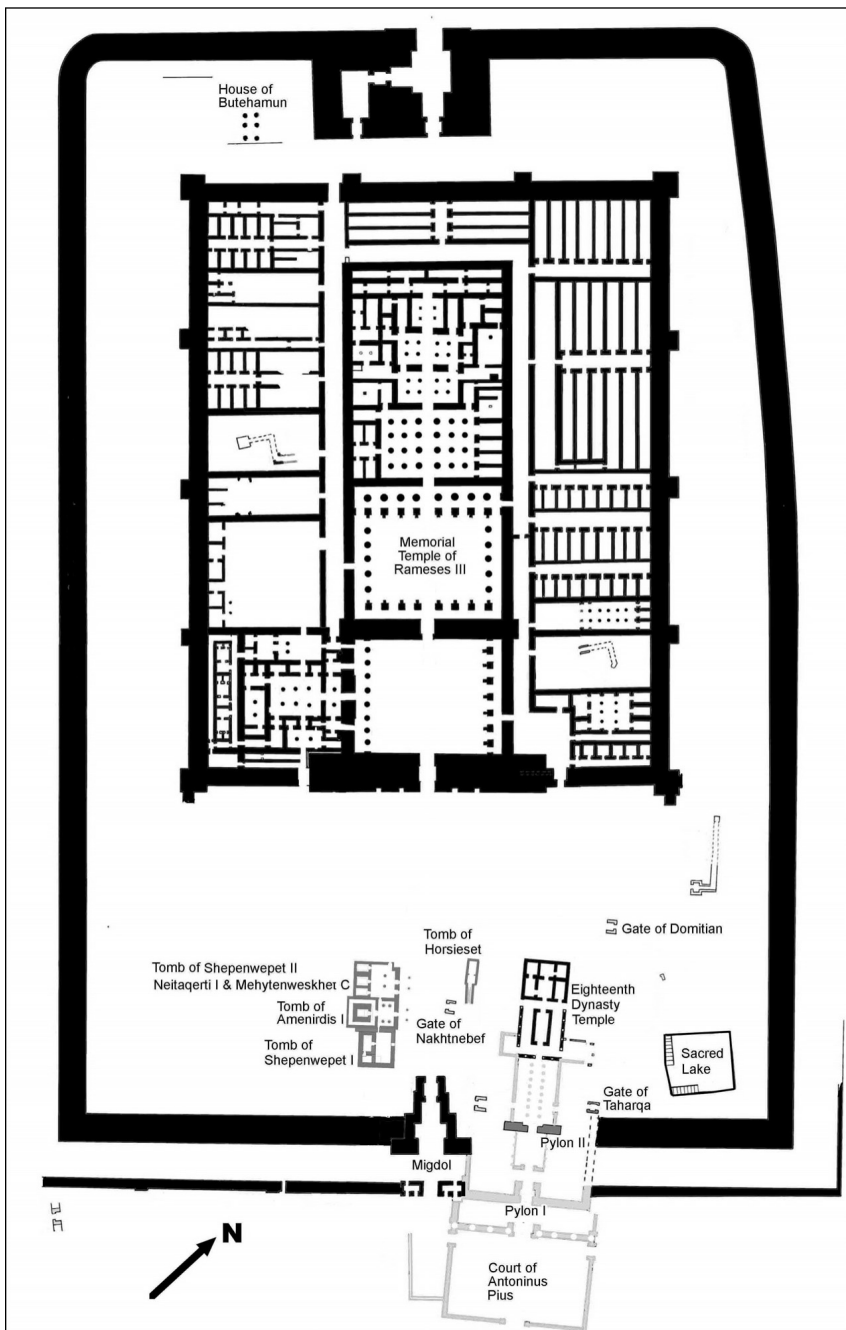 House of
Butehamun
Memorial
Temple of
Rameses III
Gate of Domitian
Tomb of
Horsieset
Tomb of Shepenwepet II
Neitaqerti I & Mehytenweskhet C
Eighteenth
Dynasty
Temple
Tomb of
Amenirdis I
Gate of
Nakhtnebef
Tomb of
Shepenwepet I
Sacred
Lake
Gate of
Taharqa
Pylon II
Migdol
Pylon I
N
Court of
Antoninus
Pius